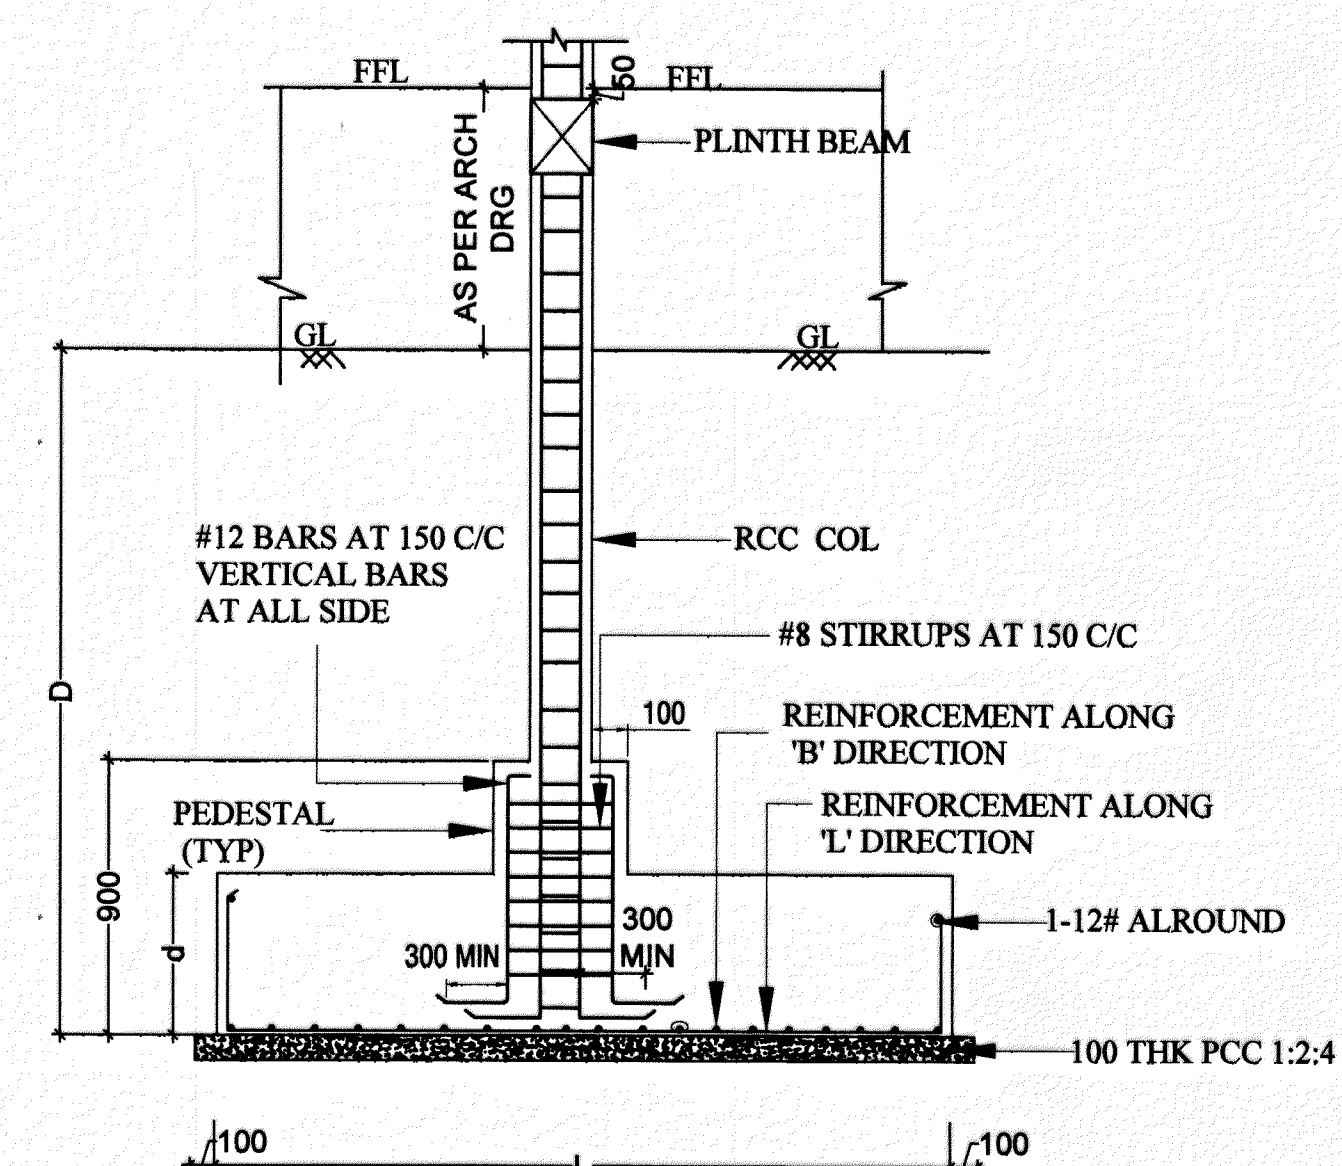 50
FFL
FFL
PLINTH BEAM
AS PER ARCH
DRG
GL
GL
#12 BARS AT 150 C/C
VERTICAL BARS
AT ALL SIDE
RCC COL
#8 STIRRUPS AT 150 C/C
D
100
REINFORCEMENT ALONG
'B' DIRECTION
PEDESTAL
(TYP)
REINFORCEMENT ALONG
'L' DIRECTION
900
d
300 MIN
300
MIN
1-12# ALROUND
100 THK PCC 1:2:4
100
100